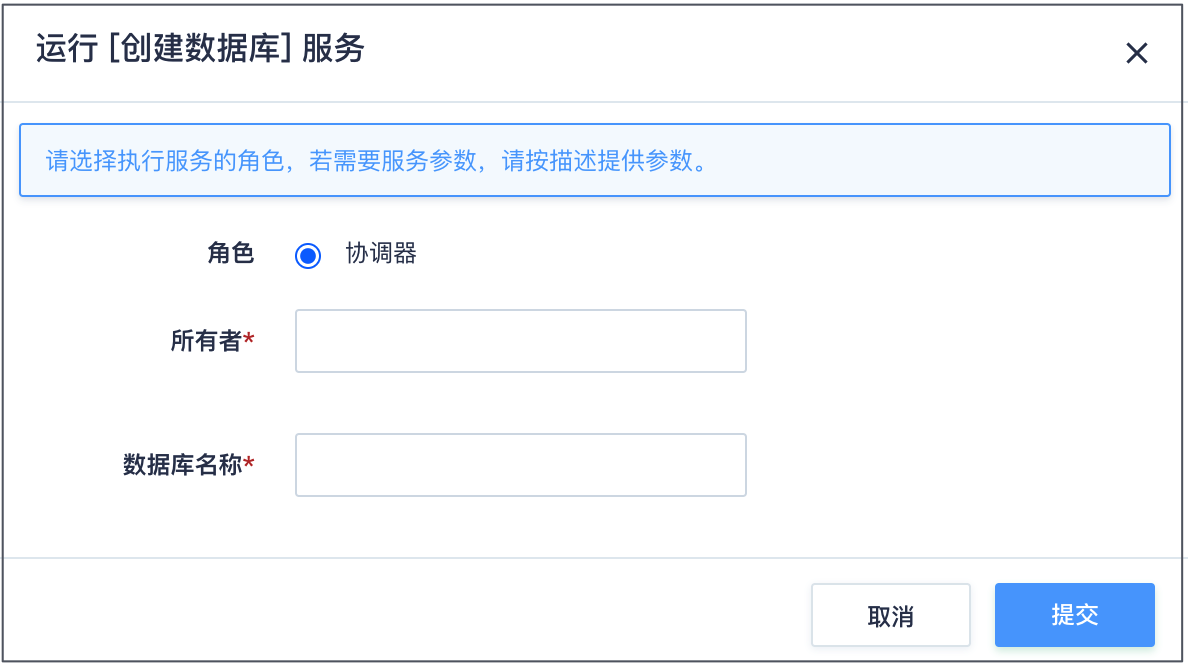 运行 [创建数据库] 服务
请选择执行服务的角色，若需要服务参数，请按描述提供参数。
角色 协调器
所有者*
数据库名称*
取消 提交